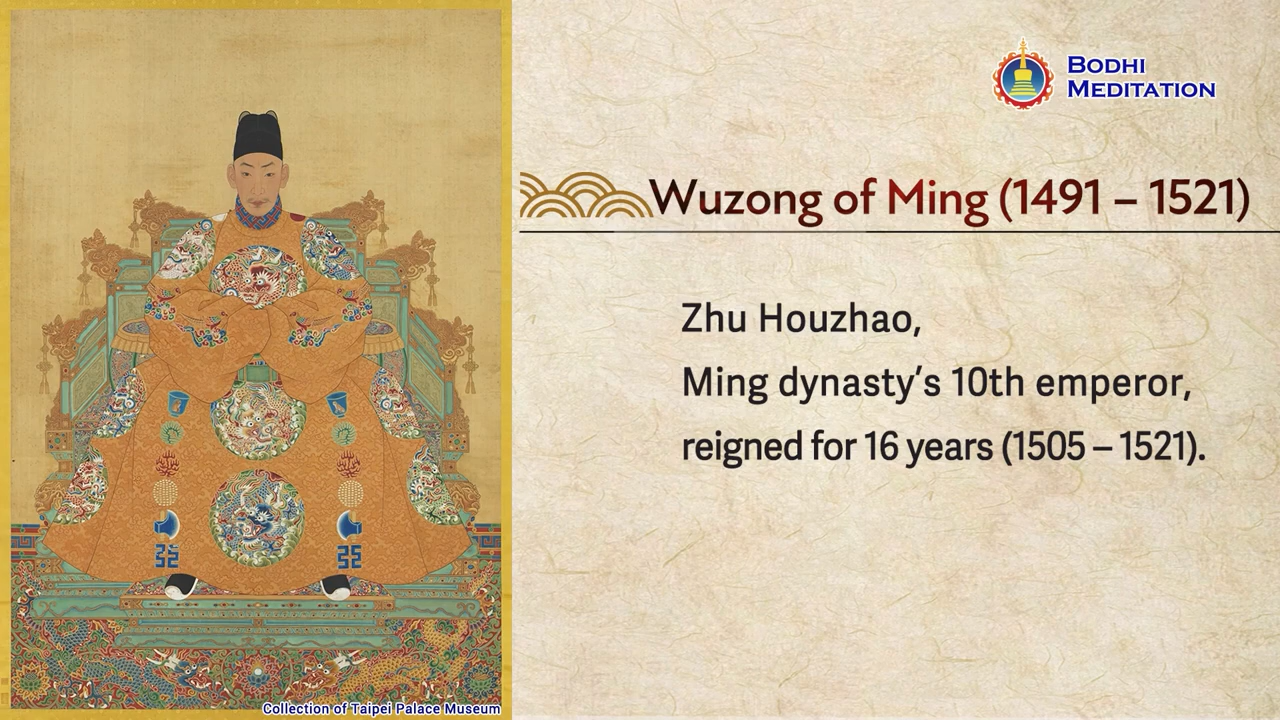 BODHI
MEDITATION
Wuzong of Ming (1491 – 1521)
Zhu Houzhao,
Ming dynasty’s 10th emperor,
reigned for 16 years (1505 – 1521).
Collection of Taipei Palace Museum